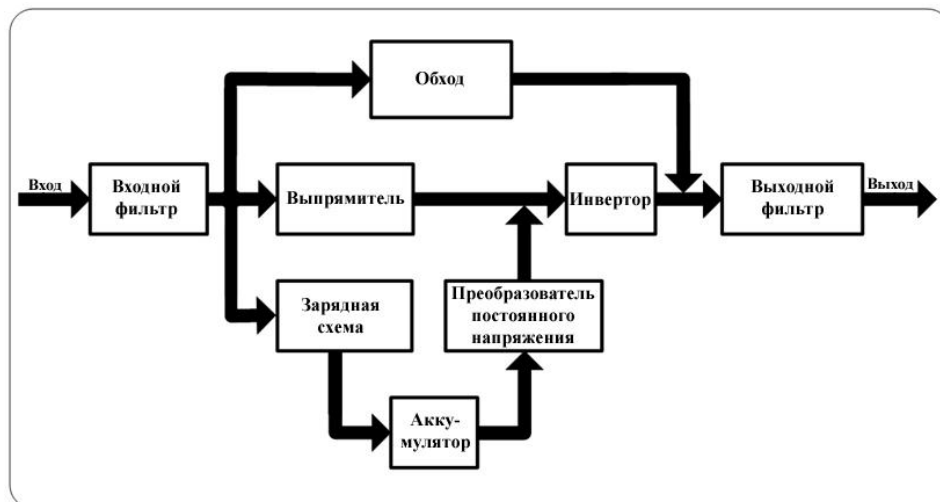 Обход
Вход
Входной
фильтр
Выпрямитель
Инвертор
Выходной
фильтр
Выход
Зарядная
схема
Преобразователь
постоянного
напряжения
Акку-
мулятор